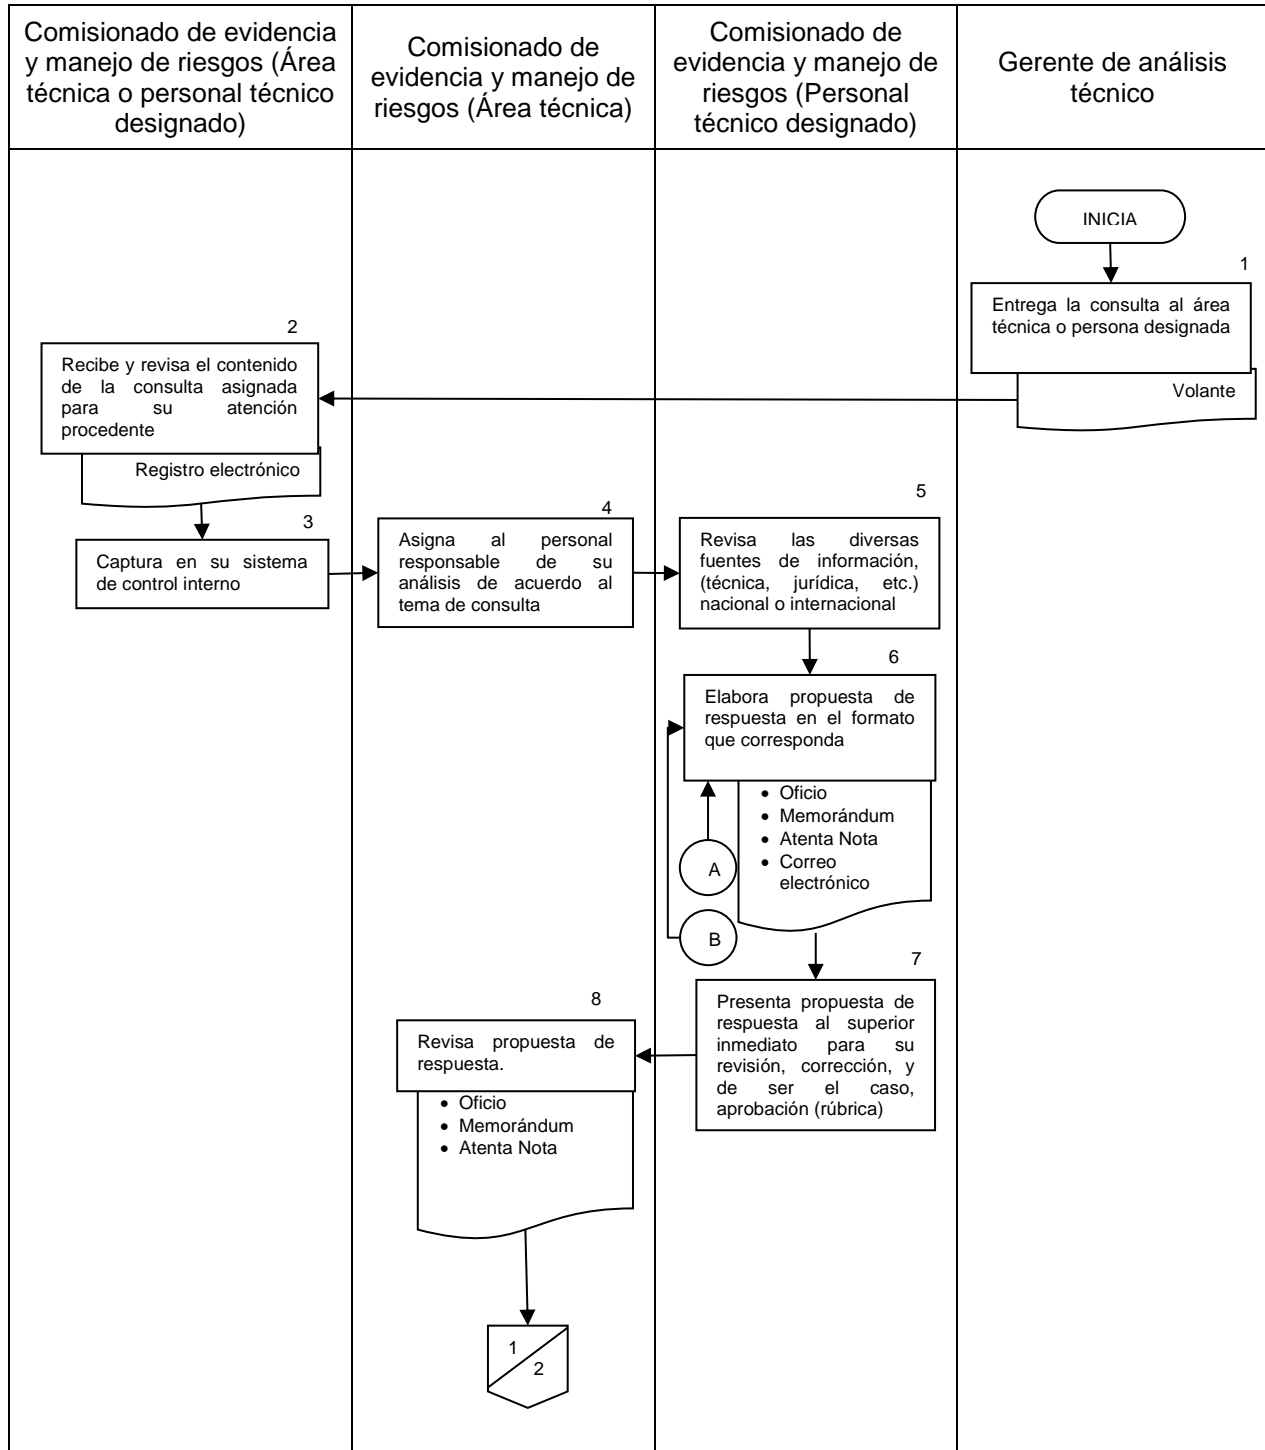 Comisionado de evidencia
y manejo de riesgos (Área
técnica o personal técnico
designado)
Comisionado de
evidencia y manejo de
riesgos (Área técnica)
Comisionado de
evidencia y manejo de
riesgos (Personal
técnico designado)
Gerente de análisis
técnico
INICIA
1
Entrega la consulta al área
técnica o persona designada
Volante
2
Recibe y revisa el contenido
de la consulta asignada
para su atención
procedente
Registro electrónico
3
Captura en su sistema
de control interno
4
Asigna al personal
responsable de su
análisis de acuerdo al
tema de consulta
5
Revisa las diversas
fuentes de información,
(técnica, jurídica, etc.)
nacional o internacional
6
Elabora propuesta de
respuesta en el formato
que corresponda
• Oficio
• Memorándum
• Atenta Nota
• Correo
electrónico
A
B
7
Presenta propuesta de
respuesta al superior
inmediato para su
revisión, corrección, y
de ser el caso,
aprobación (rúbrica)
8
Revisa propuesta de
respuesta.
• Oficio
• Memorándum
• Atenta Nota
1
2